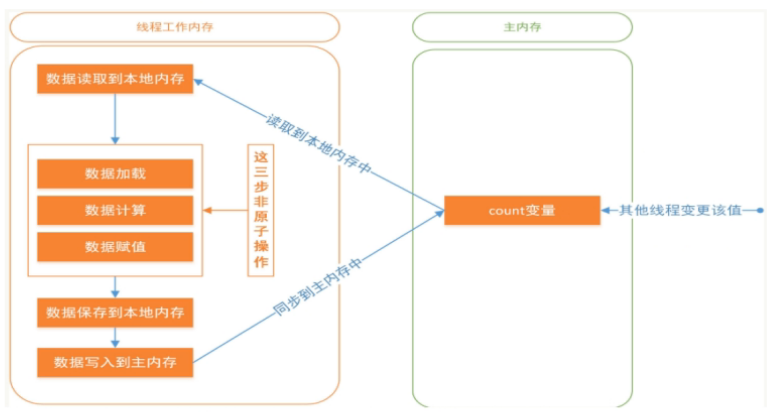 线程工作内存
主内存
数据读取到本地内存
读取到本地内存中
数据加载
数据计算
数据赋值
这三步非原子操作
count变量
其他线程变更该值
数据保存到本地内存
同步到主内存中
数据写入到主内存